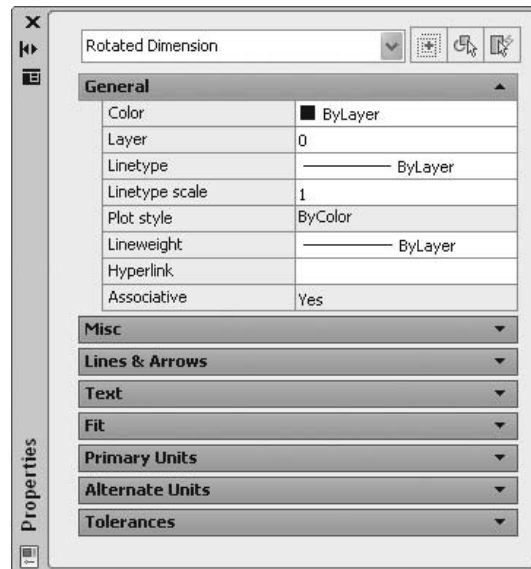 Rotated Dimension
General
Color ByLayer
Layer 0
Linetype ByLayer
Linetype scale 1
Plot style ByColor
Lineweight ByLayer
Hyperlink
Associative Yes
Misc
Lines & Arrows
Text
Fit
Primary Units
Alternate Units
Tolerances
Properties